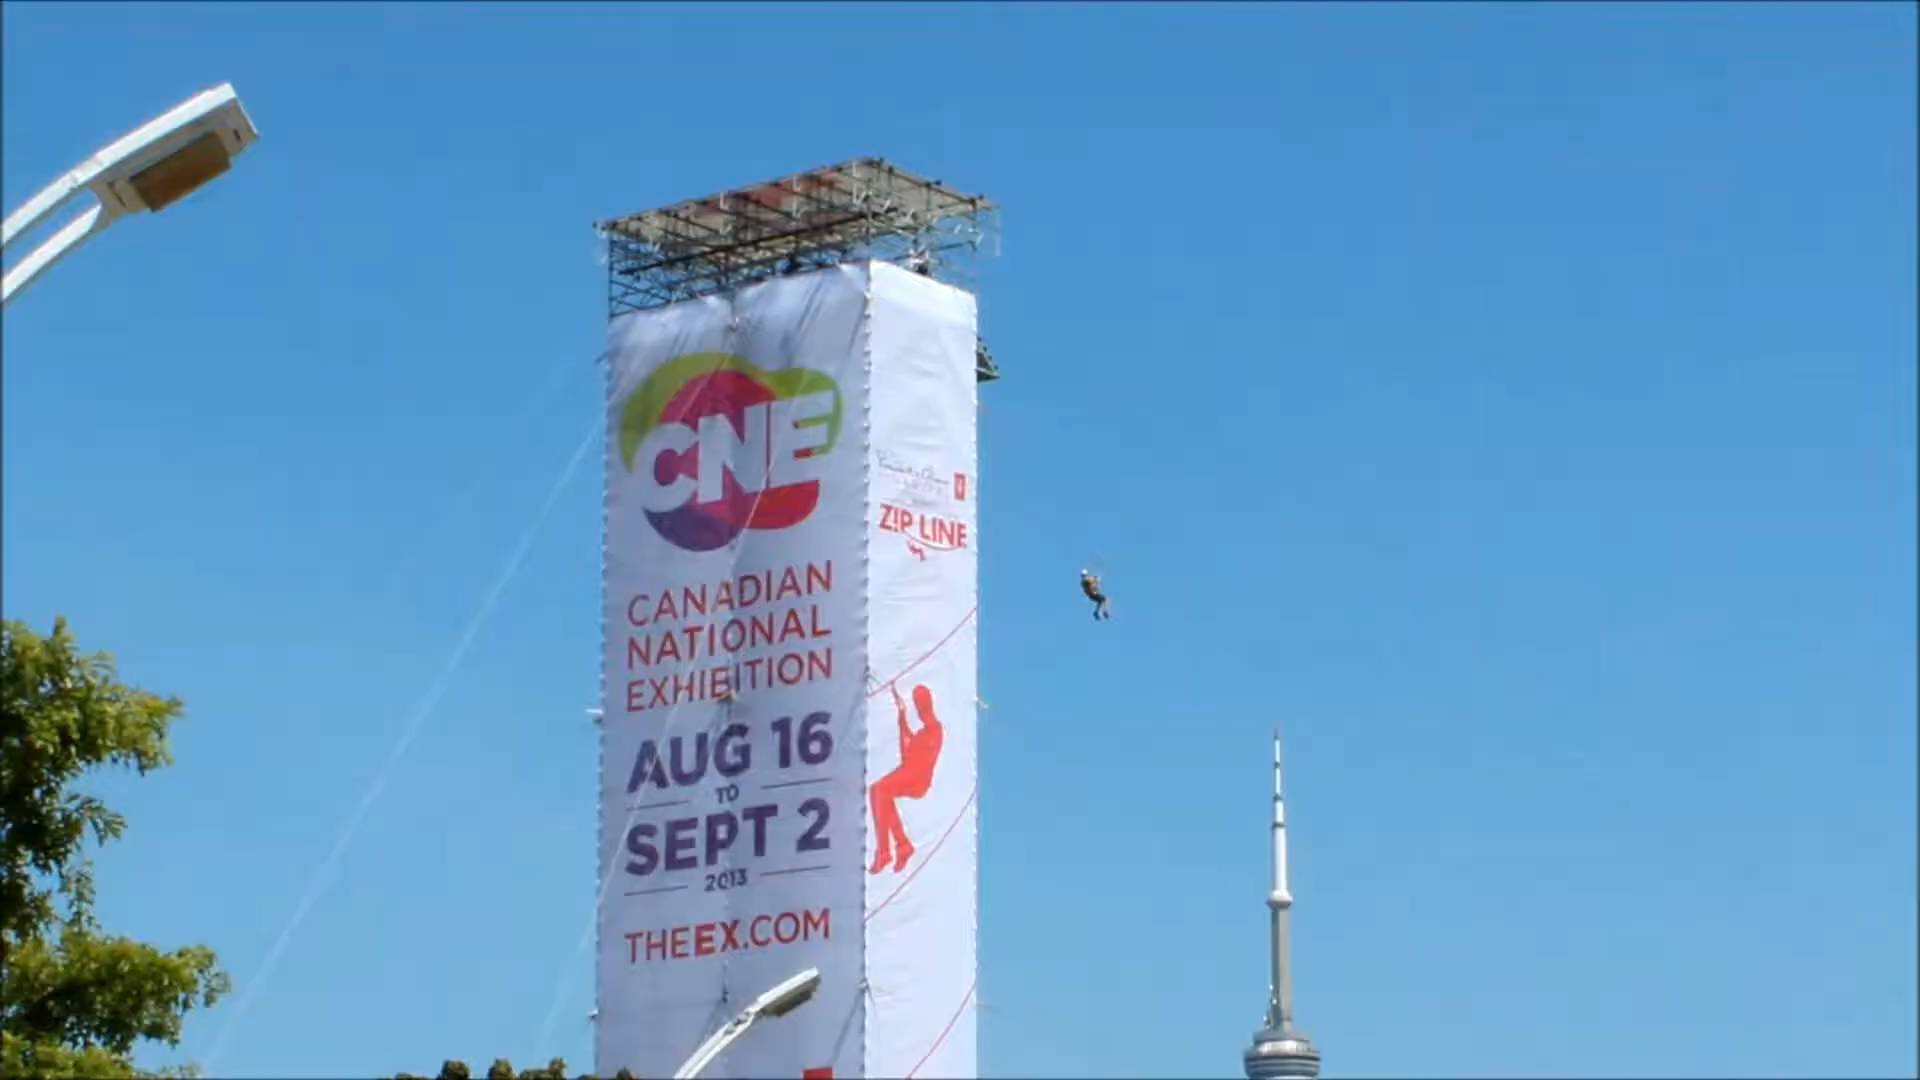 CNE
CANADIAN
NATIONAL
EXHIBITION
AUG 16
TO
SEPT 2
2013
THEEX.COM
ZIP LINE